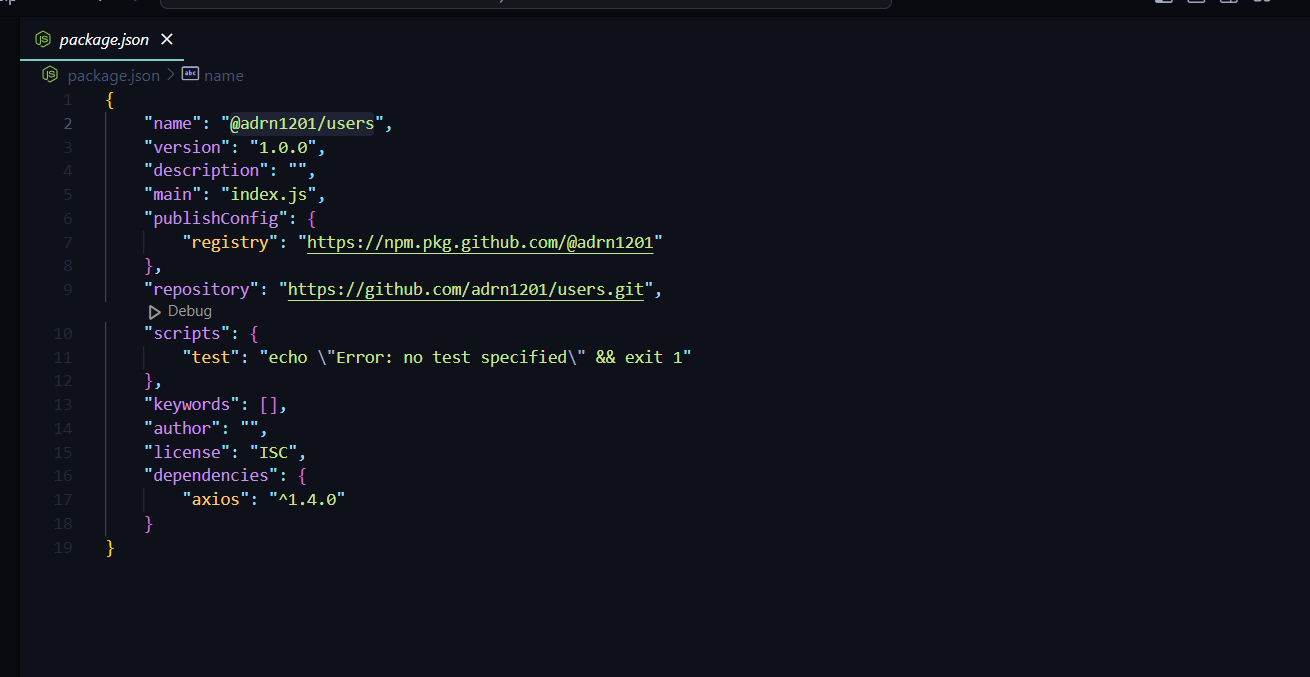 package.json
package.json > name
1 {
2 "name": "@adrn1201/users",
3 "version": "1.0.0",
4 "description": "",
5 "main": "index.js",
6 "publishConfig": {
7 "registry": "https://npm.pkg.github.com/@adrn1201"
8 },
9 "repository": "https://github.com/adrn1201/users.git",
Debug
10 "scripts": {
11 "test": "echo \"Error: no test specified\" && exit 1"
12 },
13 "keywords": [],
14 "author": "",
15 "license": "ISC",
16 "dependencies": {
17 "axios": "^1.4.0"
18 }
19 }